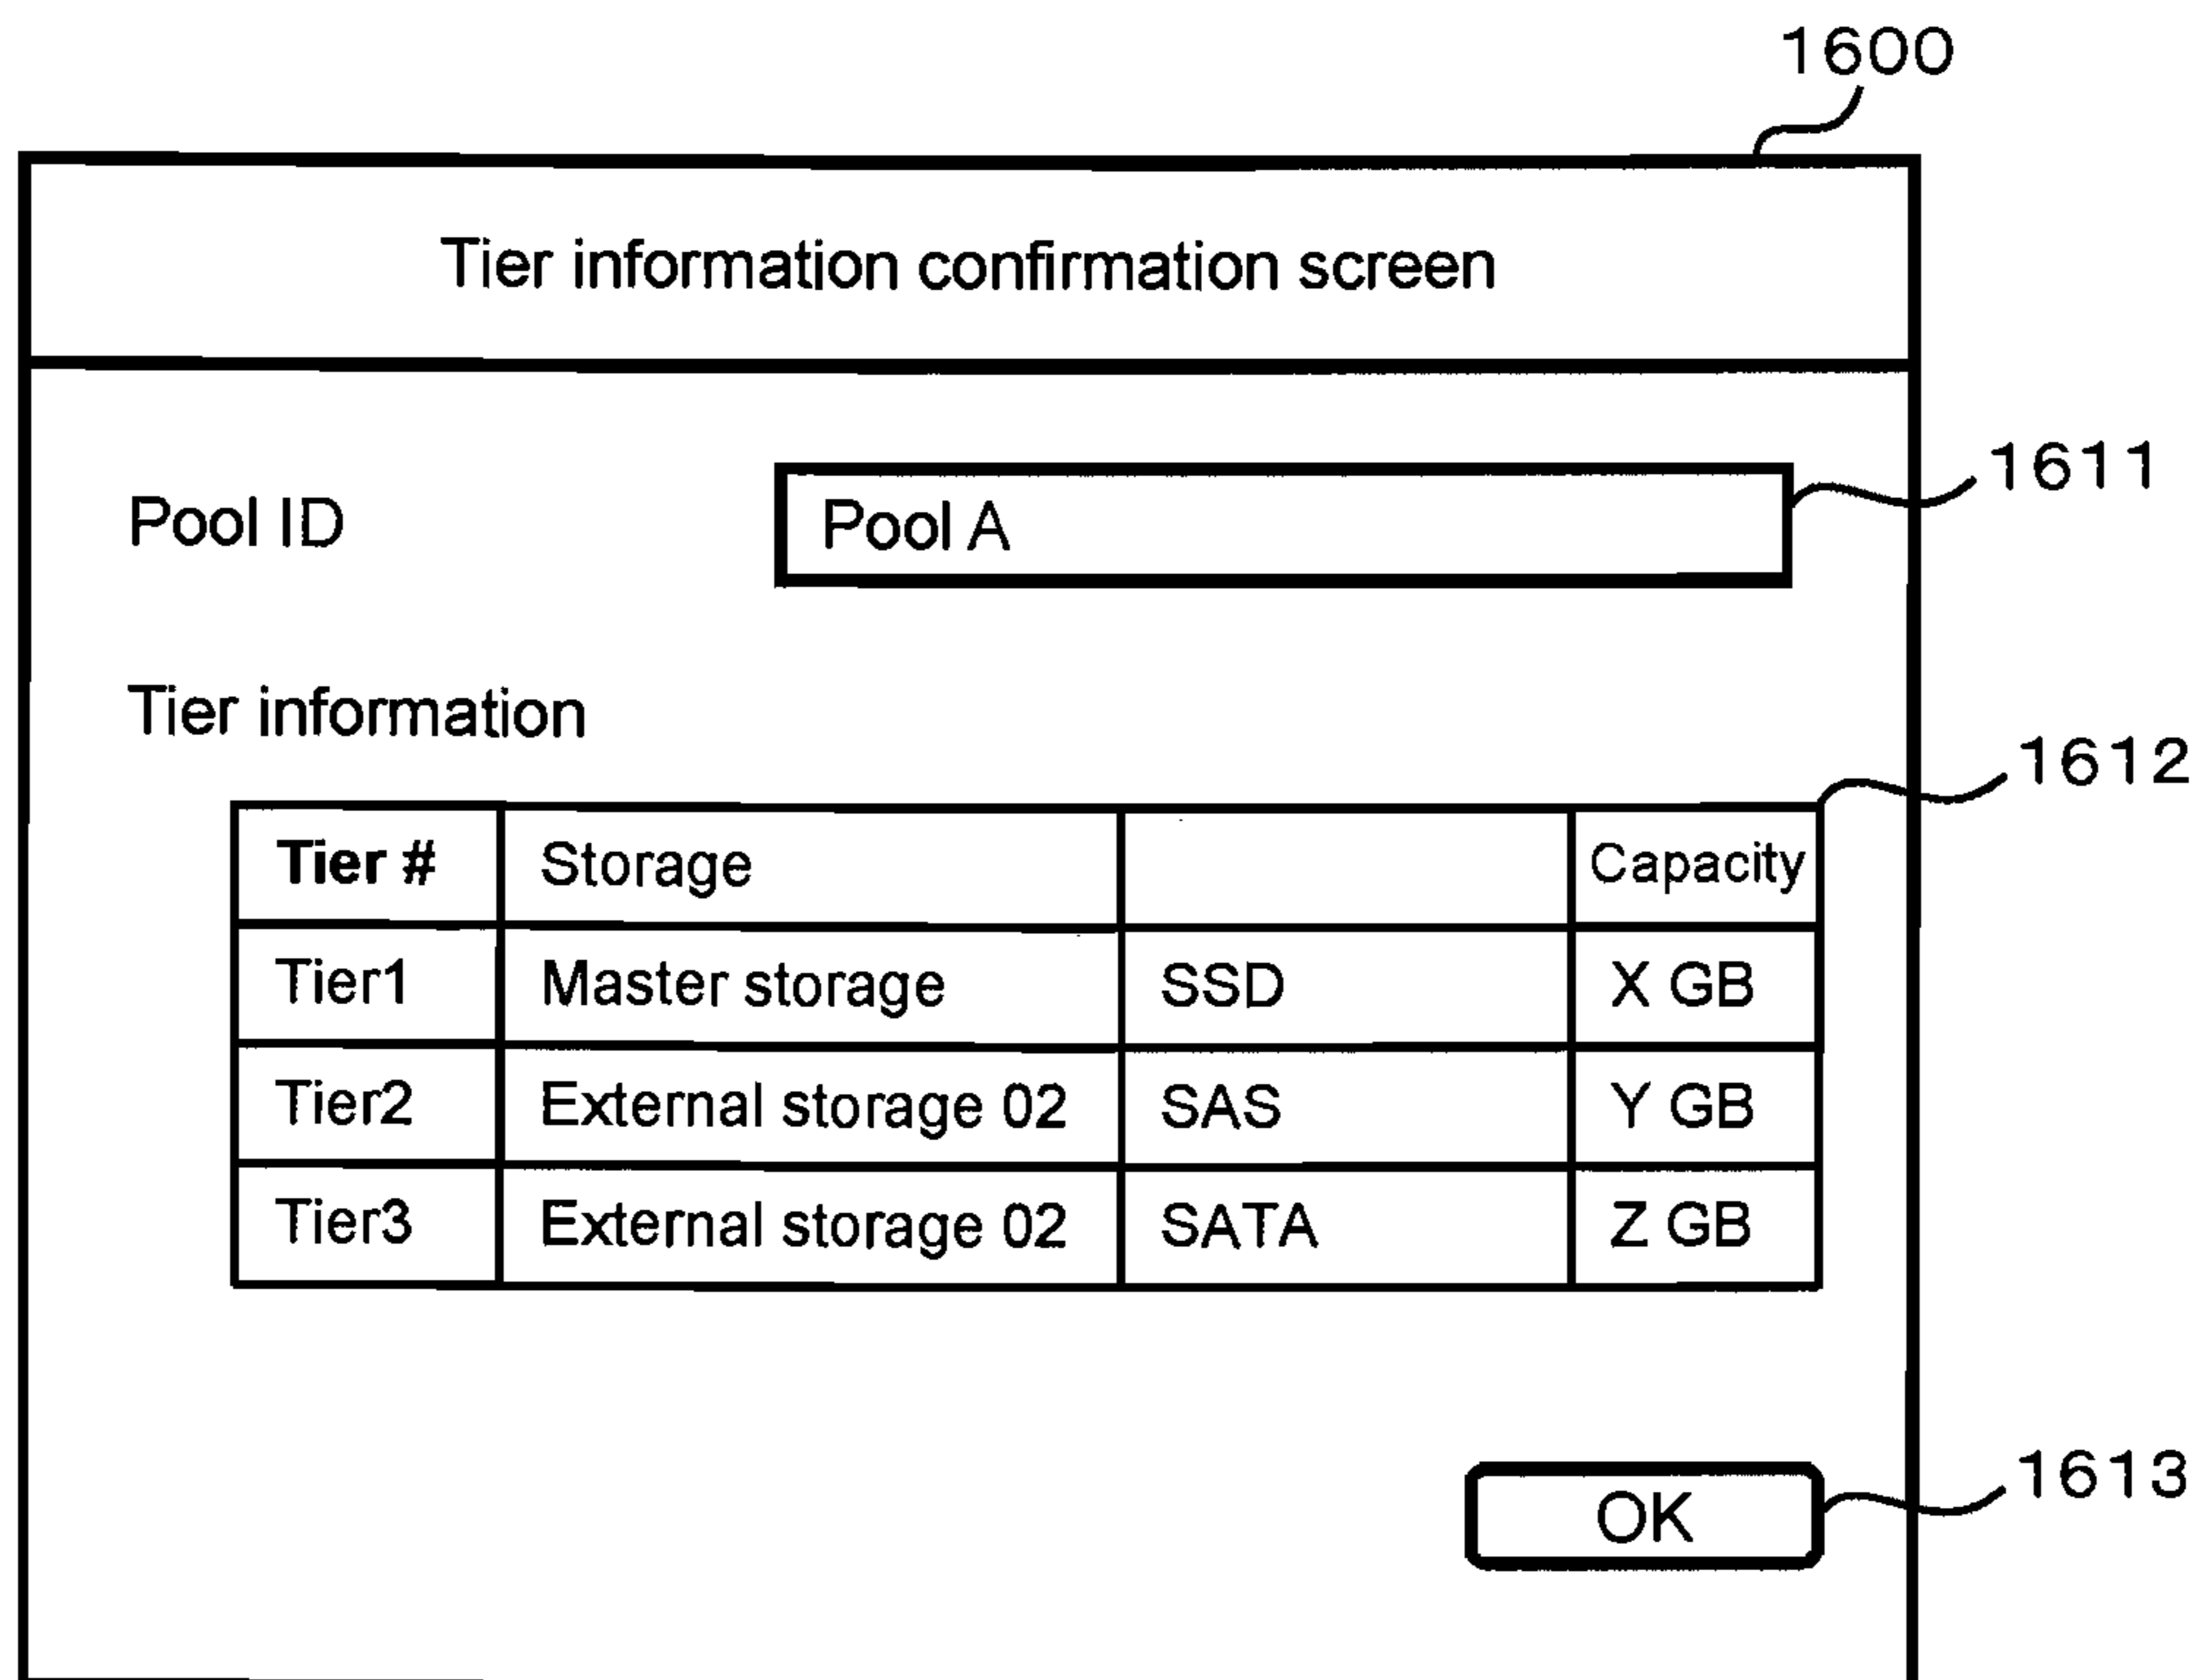 1600
Tier information confirmation screen
Pool ID Pool A 1611
Tier information
1612
Tier # Storage Capacity
Tier1 Master storage SSD X GB
Tier2 External storage 02 SAS Y GB
Tier3 External storage 02 SATA Z GB
OK 1613